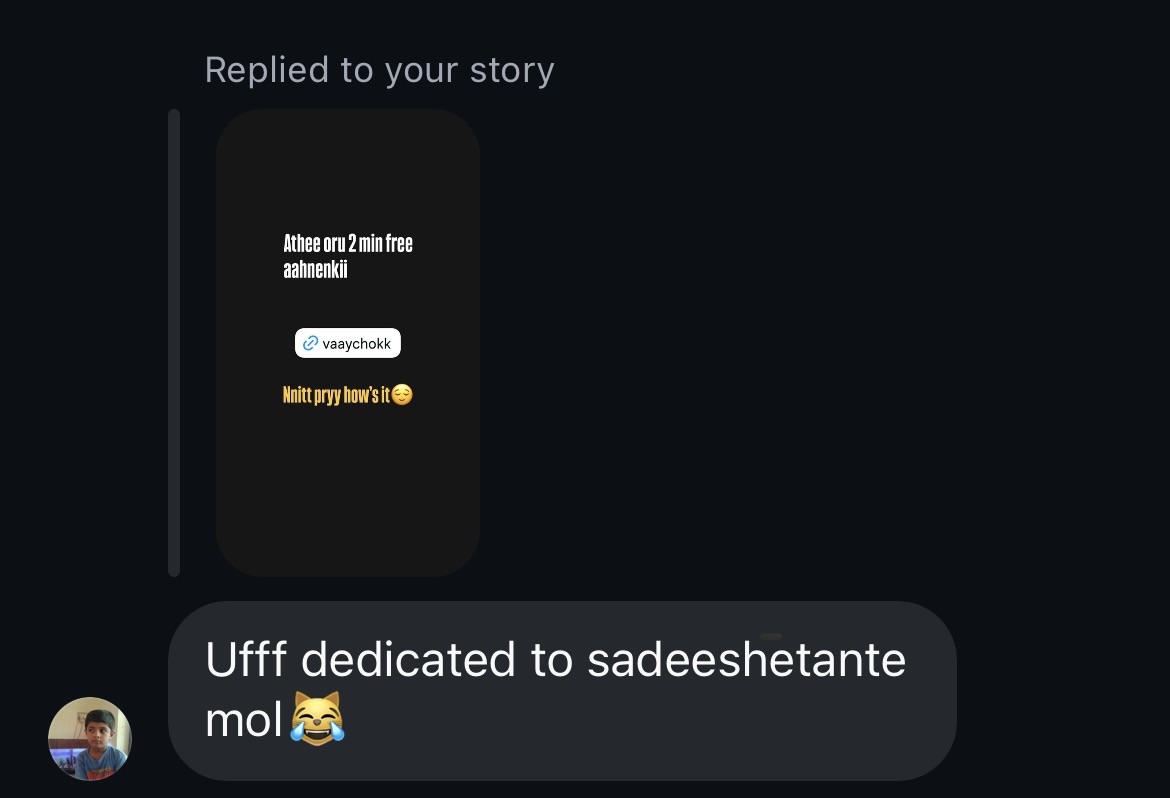 Replied to your story
Athee oru 2 min free
aahnenkii
vaaychokk
Nnitt pryy how's it😌
Ufff dedicated to sadeeshetante
mol😹